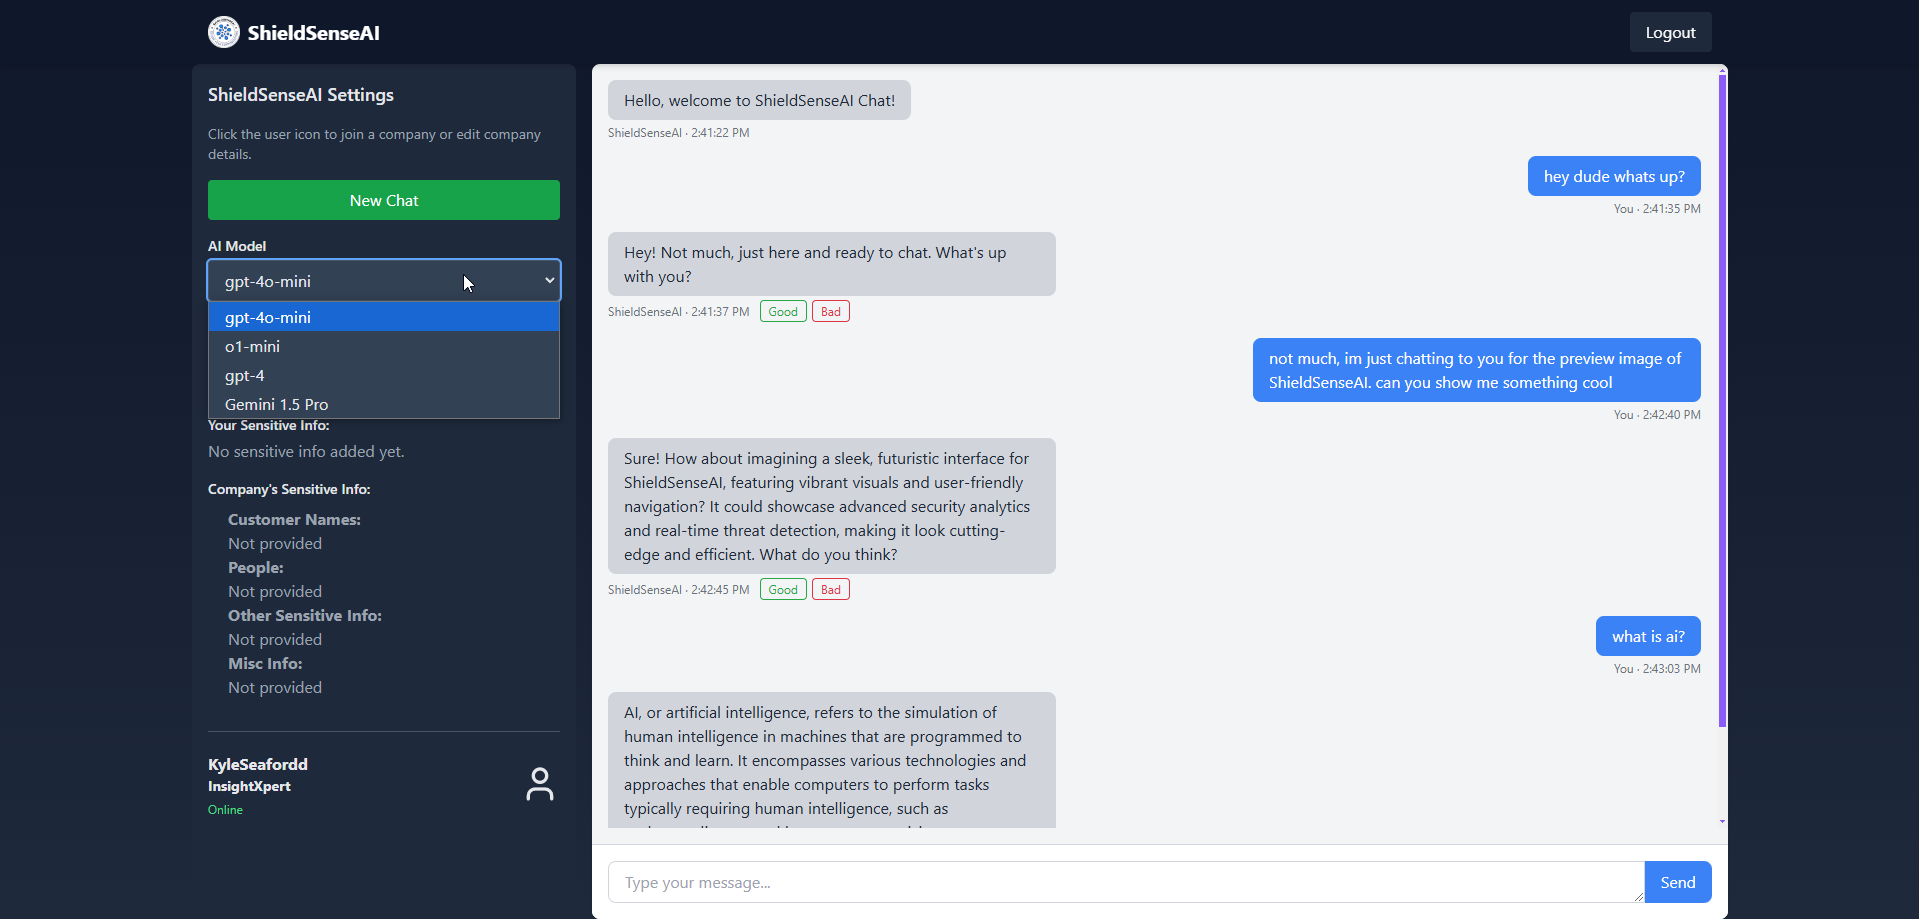 ShieldSenseAI
Logout
ShieldSenseAI Settings
Click the user icon to join a company or edit company
details.
New Chat
AI Model
gpt-4o-mini
gpt-4o-mini
o1-mini
gpt-4
Gemini 1.5 Pro
Your Sensitive Info:
No sensitive info added yet.
Company's Sensitive Info:
Customer Names:
Not provided
People:
Not provided
Other Sensitive Info:
Not provided
Misc Info:
Not provided
KyleSeafordd
InsightXpert
Online
Hello, welcome to ShieldSenseAI Chat!
ShieldSenseAI · 2:41:22 PM
hey dude whats up?
You · 2:41:35 PM
Hey! Not much, just here and ready to chat. What's up
with you?
ShieldSenseAI · 2:41:37 PM Good Bad
not much, im just chatting to you for the preview image of
ShieldSenseAI. can you show me something cool
You · 2:42:40 PM
Sure! How about imagining a sleek, futuristic interface for
ShieldSenseAI, featuring vibrant visuals and user-friendly
navigation? It could showcase advanced security analytics
and real-time threat detection, making it look cutting-
edge and efficient. What do you think?
ShieldSenseAI · 2:42:45 PM Good Bad
what is ai?
You · 2:43:03 PM
AI, or artificial intelligence, refers to the simulation of
human intelligence in machines that are programmed to
think and learn. It encompasses various technologies and
approaches that enable computers to perform tasks
typically requiring human intelligence, such as
Type your message...
Send